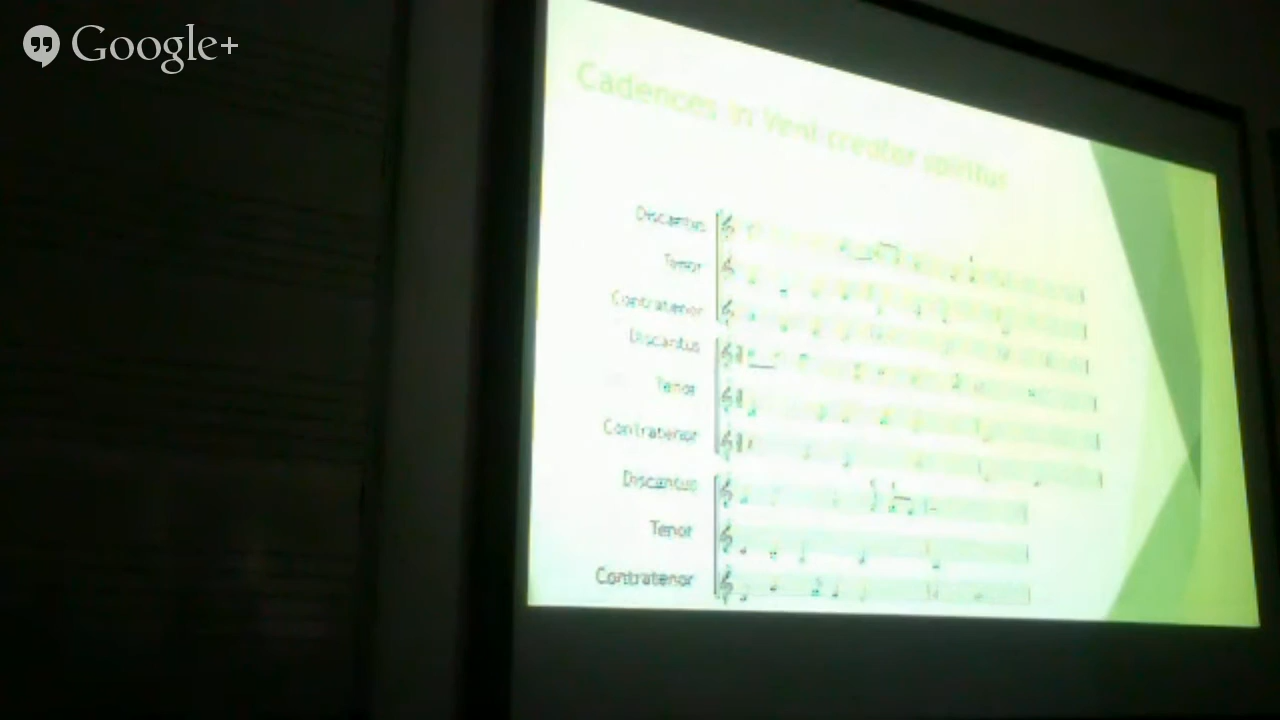 Google+
Cadences in Veni creator spiritus
Discantus
Tenor
Contratenor
Discantus
Tenor
Contratenor
Discantus
Tenor
Contratenor